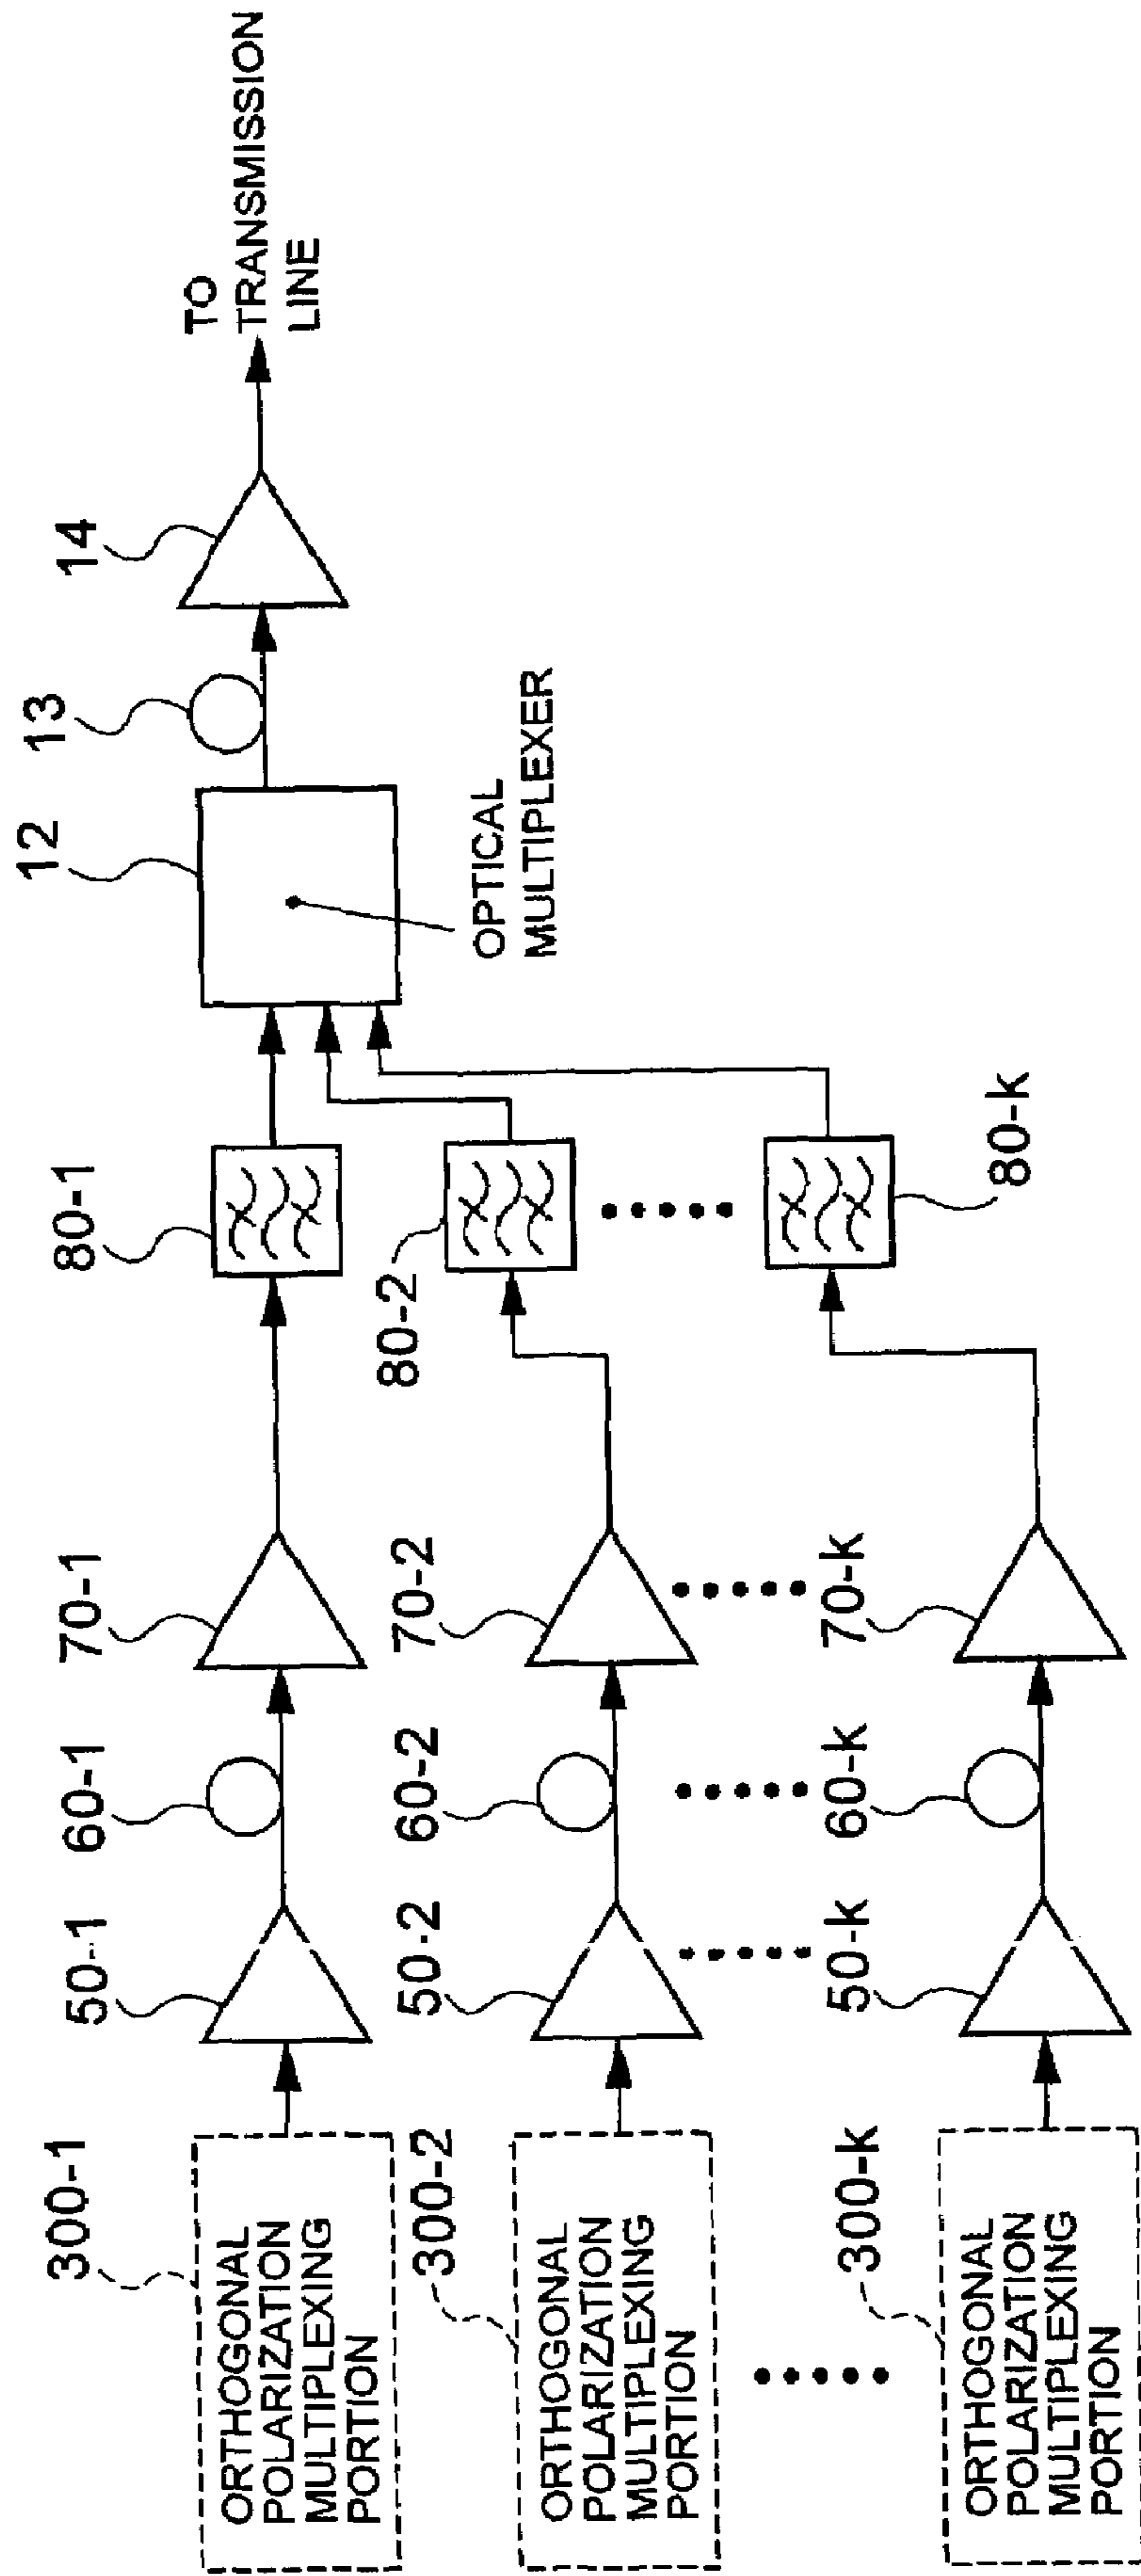 300-1
ORTHOGONAL
POLARIZATION
MULTIPLEXING
PORTION
50-1
60-1
70-1
80-1
12
13
14
TO
TRANSMISSION
LINE
OPTICAL
MULTIPLEXER
300-2
ORTHOGONAL
POLARIZATION
MULTIPLEXING
PORTION
50-2
60-2
70-2
80-2
300-k
ORTHOGONAL
POLARIZATION
MULTIPLEXING
PORTION
50-k
60-k
70-k
80-k